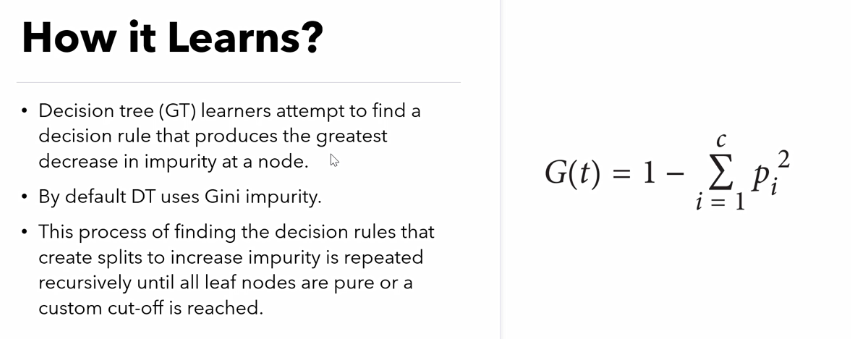 How it Learns?
• Decision tree (GT) learners attempt to find a
decision rule that produces the greatest
decrease in impurity at a node.
• By default DT uses Gini impurity.
• This process of finding the decision rules that
create splits to increase impurity is repeated
recursively until all leaf nodes are pure or a
custom cut-off is reached.
G(t) = 1 − ∑_{i = 1}^{c} p_i^2